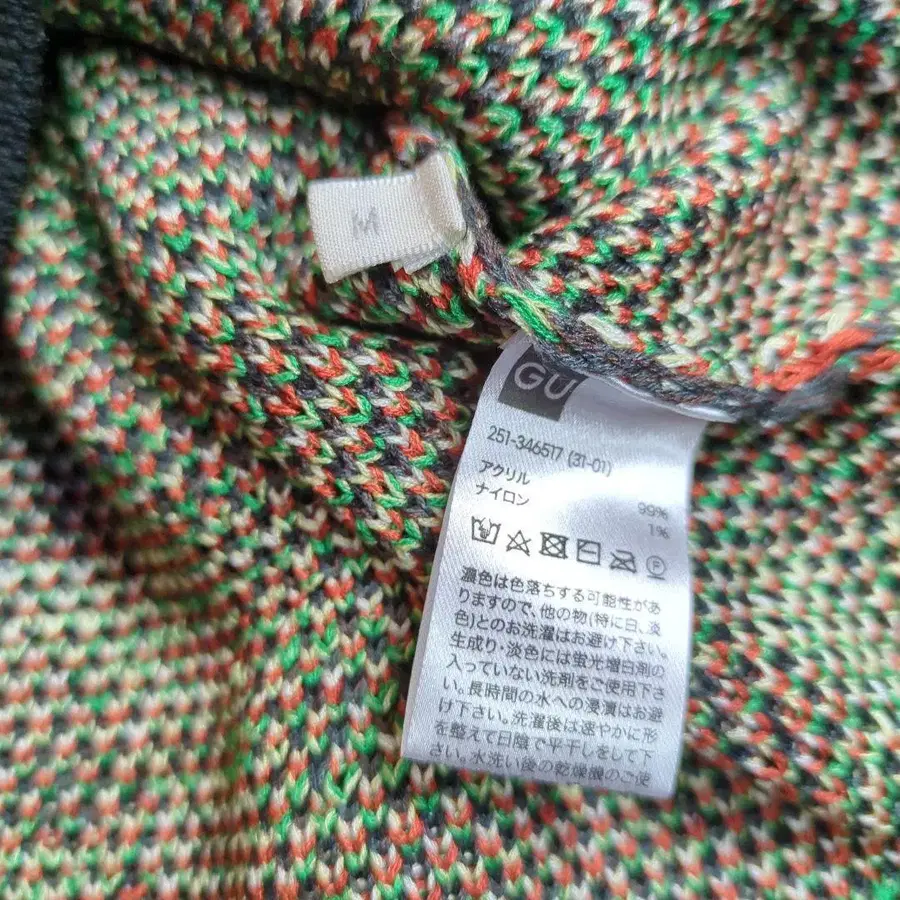 M
GU
251-346517 (31-01)
アクリル 99%
ナイロン 1%
濃色は色落ちする可能性があ
りますので、他の物(特に白、淡
色)とのお洗濯はお避け下さい。
生成り・淡色には蛍光増白剤の
入っていない洗剤をご使用下さ
い。長時間の水への浸漬はお避
け下さい。洗濯後は速やかに形
を整えて日陰で平干しをして下
さい。水洗い後の乾燥機のご使